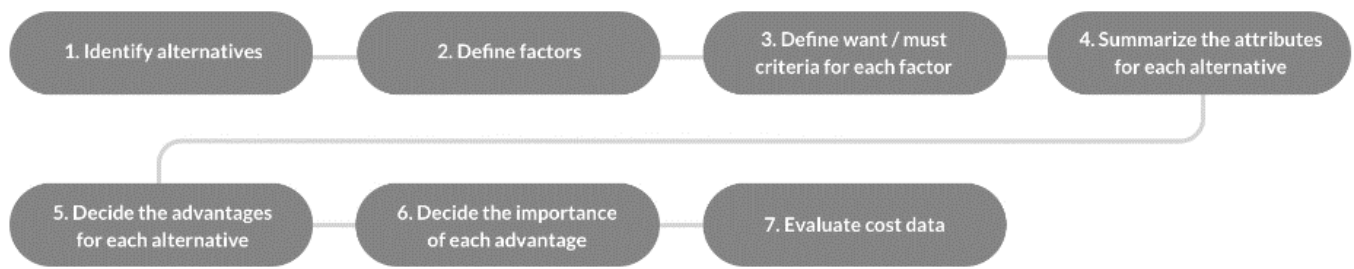 1. Identify alternatives
2. Define factors
3. Define want / must
criteria for each factor
4. Summarize the attributes
for each alternative
5. Decide the advantages
for each alternative
6. Decide the importance
of each advantage
7. Evaluate cost data